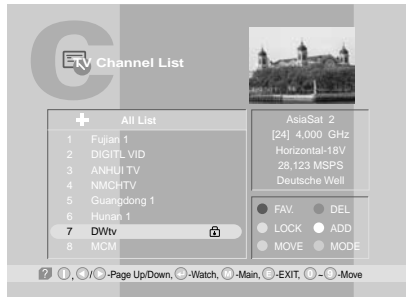 TV Channel List
All List
1 Fujian 1
2 DIGITL VID
3 ANHUI TV
4 NMCHTV
5 Guangdong 1
6 Hunan 1
7 DWtv
8 MCM
AsiaSat 2
[24] 4,000 GHz
Horizontal-18V
28,123 MSPS
Deutsche Well
FAV. DEL
LOCK ADD
MOVE MODE
? / -Page Up/Down, -Watch, M -Main, E -EXIT, 0 ~ 9 -Move